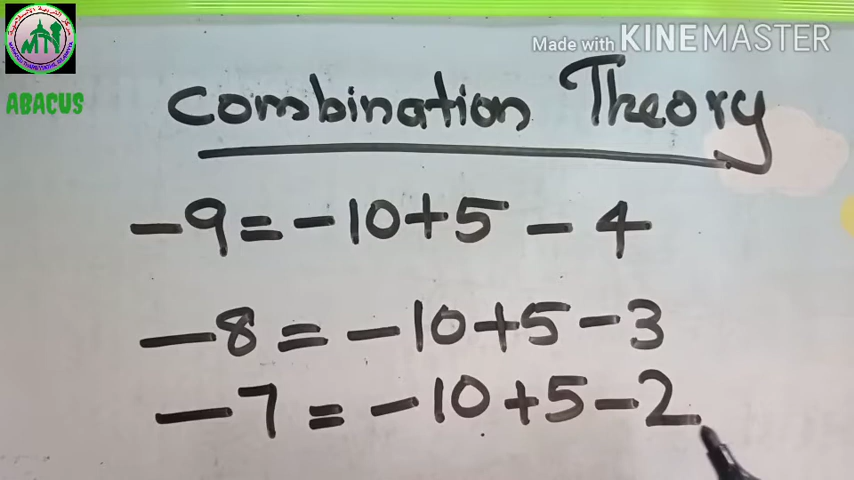 Made with KINEMASTER
ABACUS
Combination Theory
-9=-10+5-4
-8=-10+5-3
-7=-10+5-2